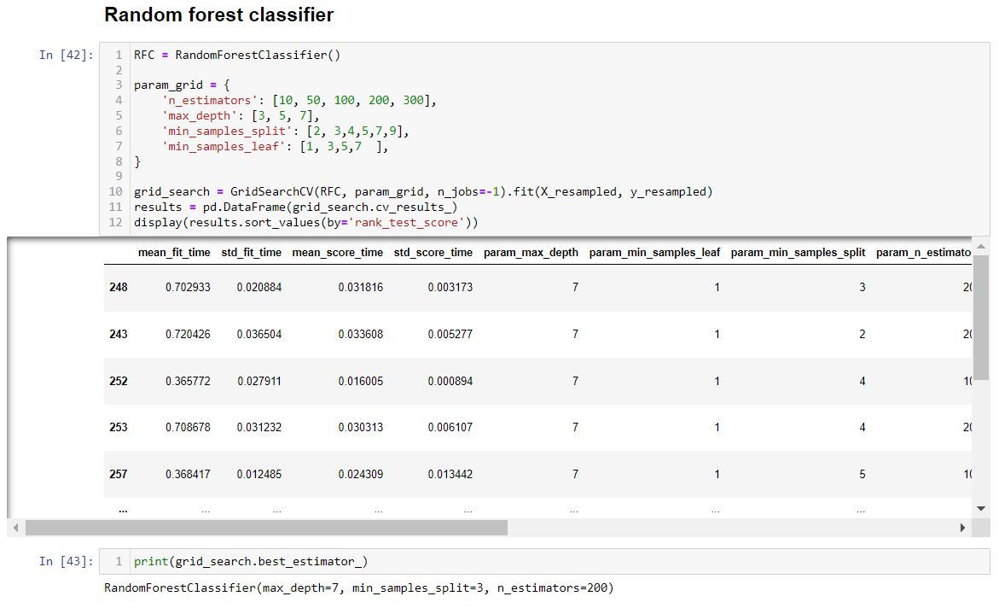 Random forest classifier
In [42]:
1 RFC = RandomForestClassifier()
2
3 param_grid = {
4     'n_estimators': [10, 50, 100, 200, 300],
5     'max_depth': [3, 5, 7],
6     'min_samples_split': [2, 3,4,5,7,9],
7     'min_samples_leaf': [1, 3,5,7  ],
8 }
9
10 grid_search = GridSearchCV(RFC, param_grid, n_jobs=-1).fit(X_resampled, y_resampled)
11 results = pd.DataFrame(grid_search.cv_results_)
12 display(results.sort_values(by='rank_test_score'))
mean_fit_time std_fit_time mean_score_time std_score_time param_max_depth param_min_samples_leaf param_min_samples_split param_n_estimato
248 0.702933 0.020884 0.031816 0.003173 7 1 3 20
243 0.720426 0.036504 0.033608 0.005277 7 1 2 20
252 0.365772 0.027911 0.016005 0.000894 7 1 4 10
253 0.708678 0.031232 0.030313 0.006107 7 1 4 20
257 0.368417 0.012485 0.024309 0.013442 7 1 5 10
... ... ... ... ... ... ... ...
In [43]:
1 print(grid_search.best_estimator_)
RandomForestClassifier(max_depth=7, min_samples_split=3, n_estimators=200)